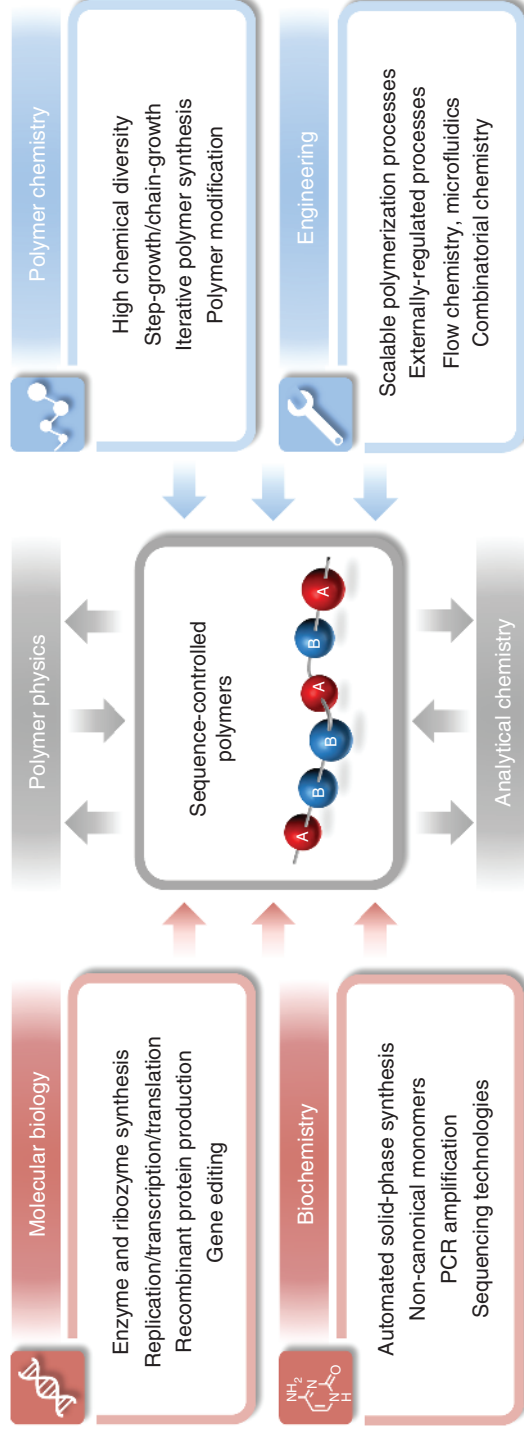 Molecular biology
Enzyme and ribozyme synthesis
Replication/transcription/translation
Recombinant protein production
Gene editing
Biochemistry
NH2
N
N
H
O
Automated solid-phase synthesis
Non-canonical monomers
PCR amplification
Sequencing technologies
Polymer physics
Sequence-controlled
polymers
A
B
B
A
B
A
Analytical chemistry
Polymer chemistry
High chemical diversity
Step-growth/chain-growth
Iterative polymer synthesis
Polymer modification
Engineering
Scalable polymerization processes
Externally-regulated processes
Flow chemistry, microfluidics
Combinatorial chemistry